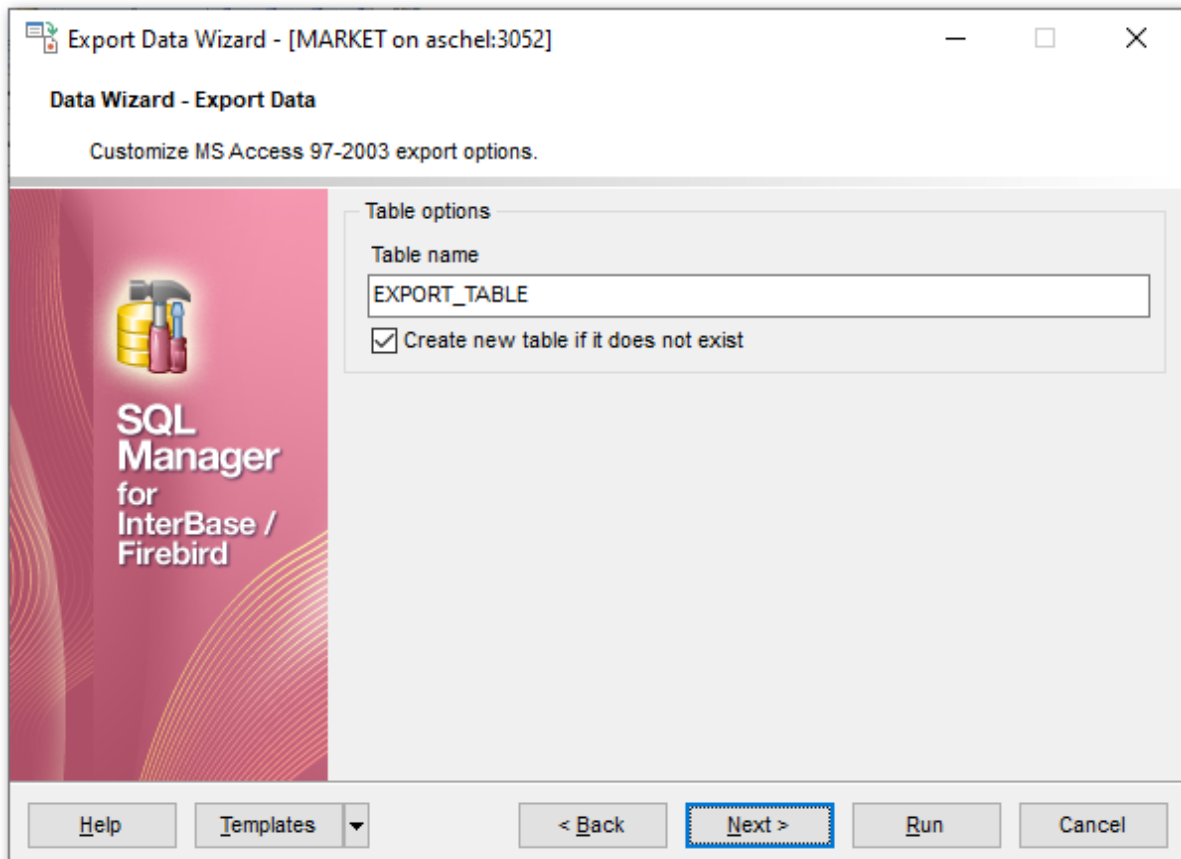 Export Data Wizard - [MARKET on aschel:3052]
Data Wizard - Export Data
Customize MS Access 97-2003 export options.
Table options
Table name
EXPORT_TABLE
Create new table if it does not exist
SQL
Manager
for
InterBase /
Firebird
Help
Templates
< Back
Next >
Run
Cancel